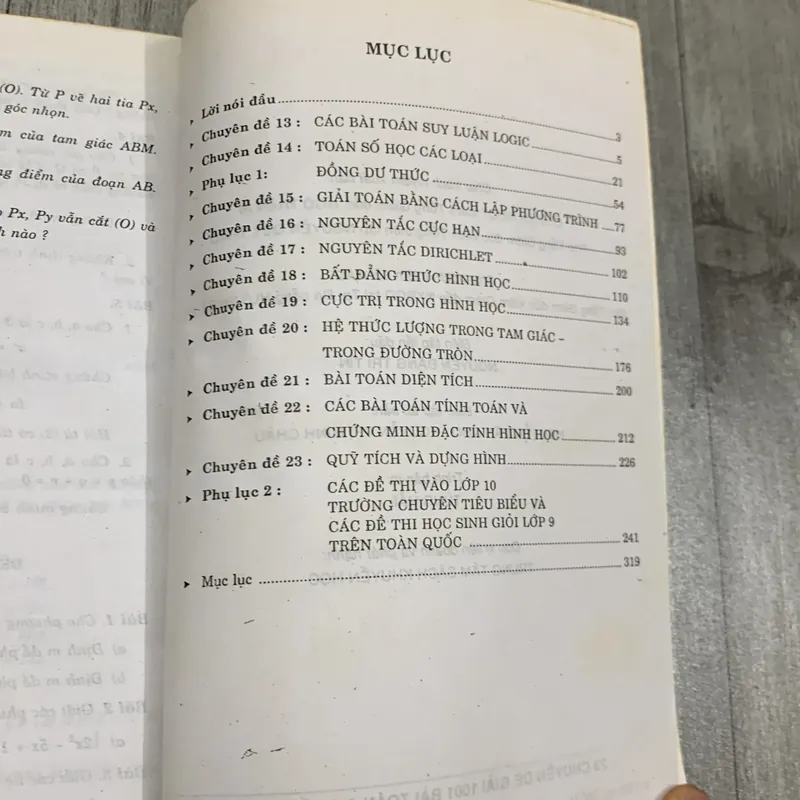 (O). Từ P vẽ hai tia Px,
góc nhọn.
m của tam giác ABM.
ng điểm của đoạn AB.
Px, Py vẫn cắt (O) và
h nào ?
MỤC LỤC
Lời nói đầu 3
Chuyên đề 13 : CÁC BÀI TOÁN SUY LUẬN LOGIC 5
Chuyên đề 14 : TOÁN SỐ HỌC CÁC LOẠI 21
Phụ lục 1: ĐỒNG DƯ THỨC 54
Chuyên đề 15 : GIẢI TOÁN BẰNG CÁCH LẬP PHƯƠNG TRÌNH 77
Chuyên đề 16 : NGUYÊN TẮC CỰC HẠN 93
Chuyên đề 17 : NGUYÊN TẮC DIRICHLET 102
Chuyên đề 18 : BẤT ĐẲNG THỨC HÌNH HỌC 110
Chuyên đề 19 : CỰC TRỊ TRONG HÌNH HỌC 134
Chuyên đề 20 : HỆ THỨC LƯỢNG TRONG TAM GIÁC –
TRONG ĐƯỜNG TRÒN 176
Chuyên đề 21 : BÀI TOÁN DIỆN TÍCH 200
Chuyên đề 22 : CÁC BÀI TOÁN TÍNH TOÁN VÀ
CHỨNG MINH ĐẶC TÍNH HÌNH HỌC 212
Chuyên đề 23 : QUỸ TÍCH VÀ DỰNG HÌNH 226
Phụ lục 2 : CÁC ĐỀ THI VÀO LỚP 10
TRƯỜNG CHUYÊN TIÊU BIỂU VÀ
CÁC ĐỀ THI HỌC SINH GIỎI LỚP 9
TRÊN TOÀN QUỐC 241
Mục lục 319